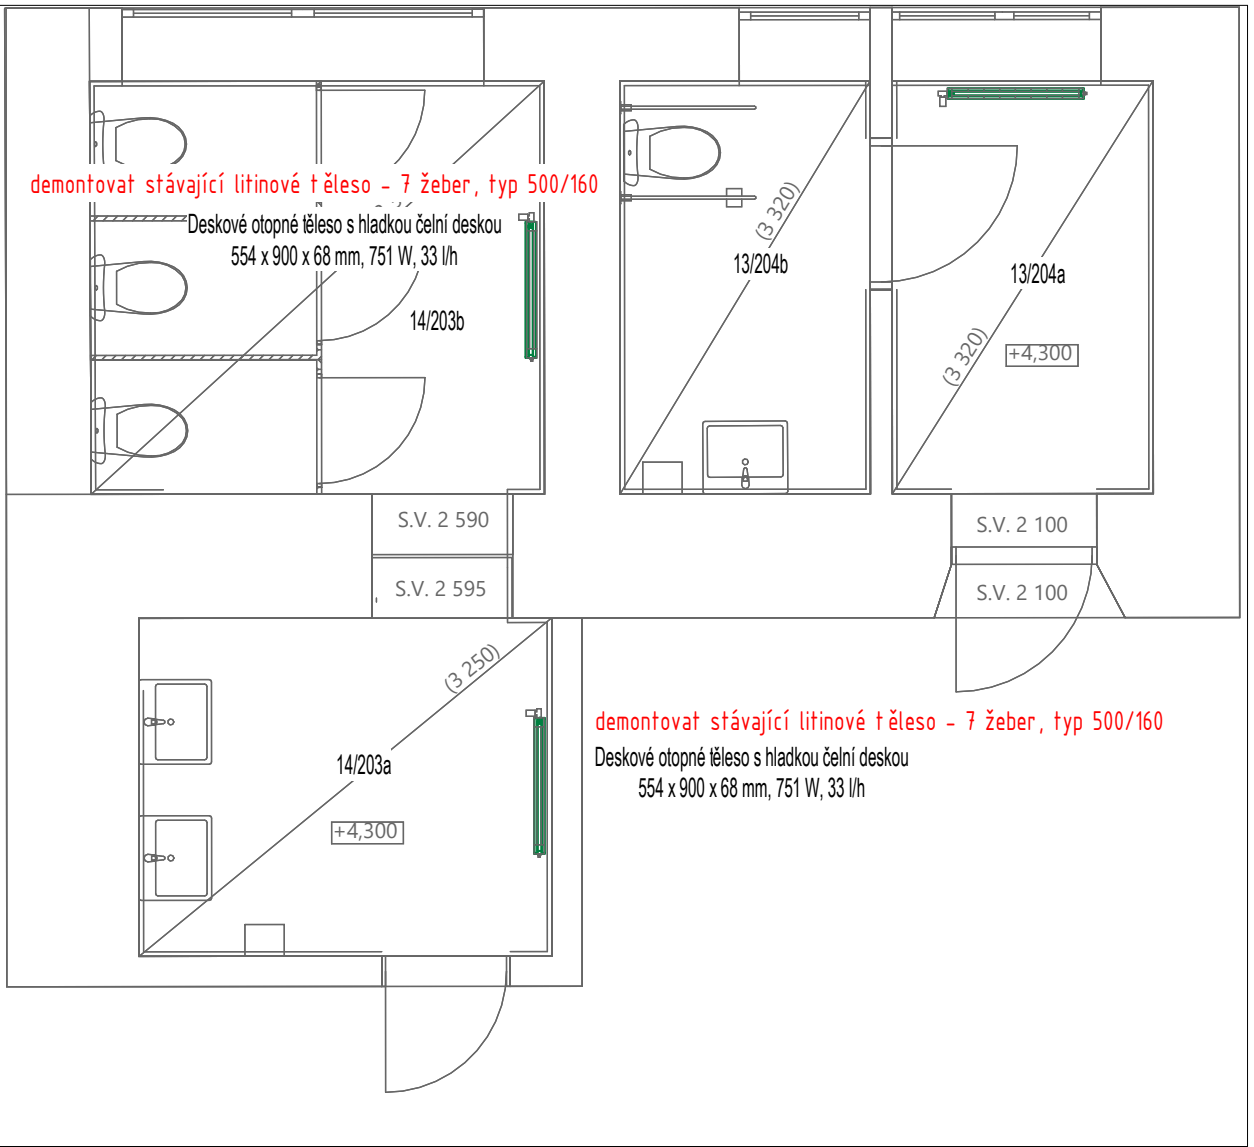 demontovat stávající litinové těleso - 7 žeber, typ 500/160
Deskové otopné těleso s hladkou čelní deskou
554 x 900 x 68 mm, 751 W, 33 l/h
14/203b
(3 320)
13/204b
13/204a
(3 320)
+4,300
S.V. 2 590
S.V. 2 595
S.V. 2 100
S.V. 2 100
(3 250)
14/203a
+4,300
demontovat stávající litinové těleso - 7 žeber, typ 500/160
Deskové otopné těleso s hladkou čelní deskou
554 x 900 x 68 mm, 751 W, 33 l/h